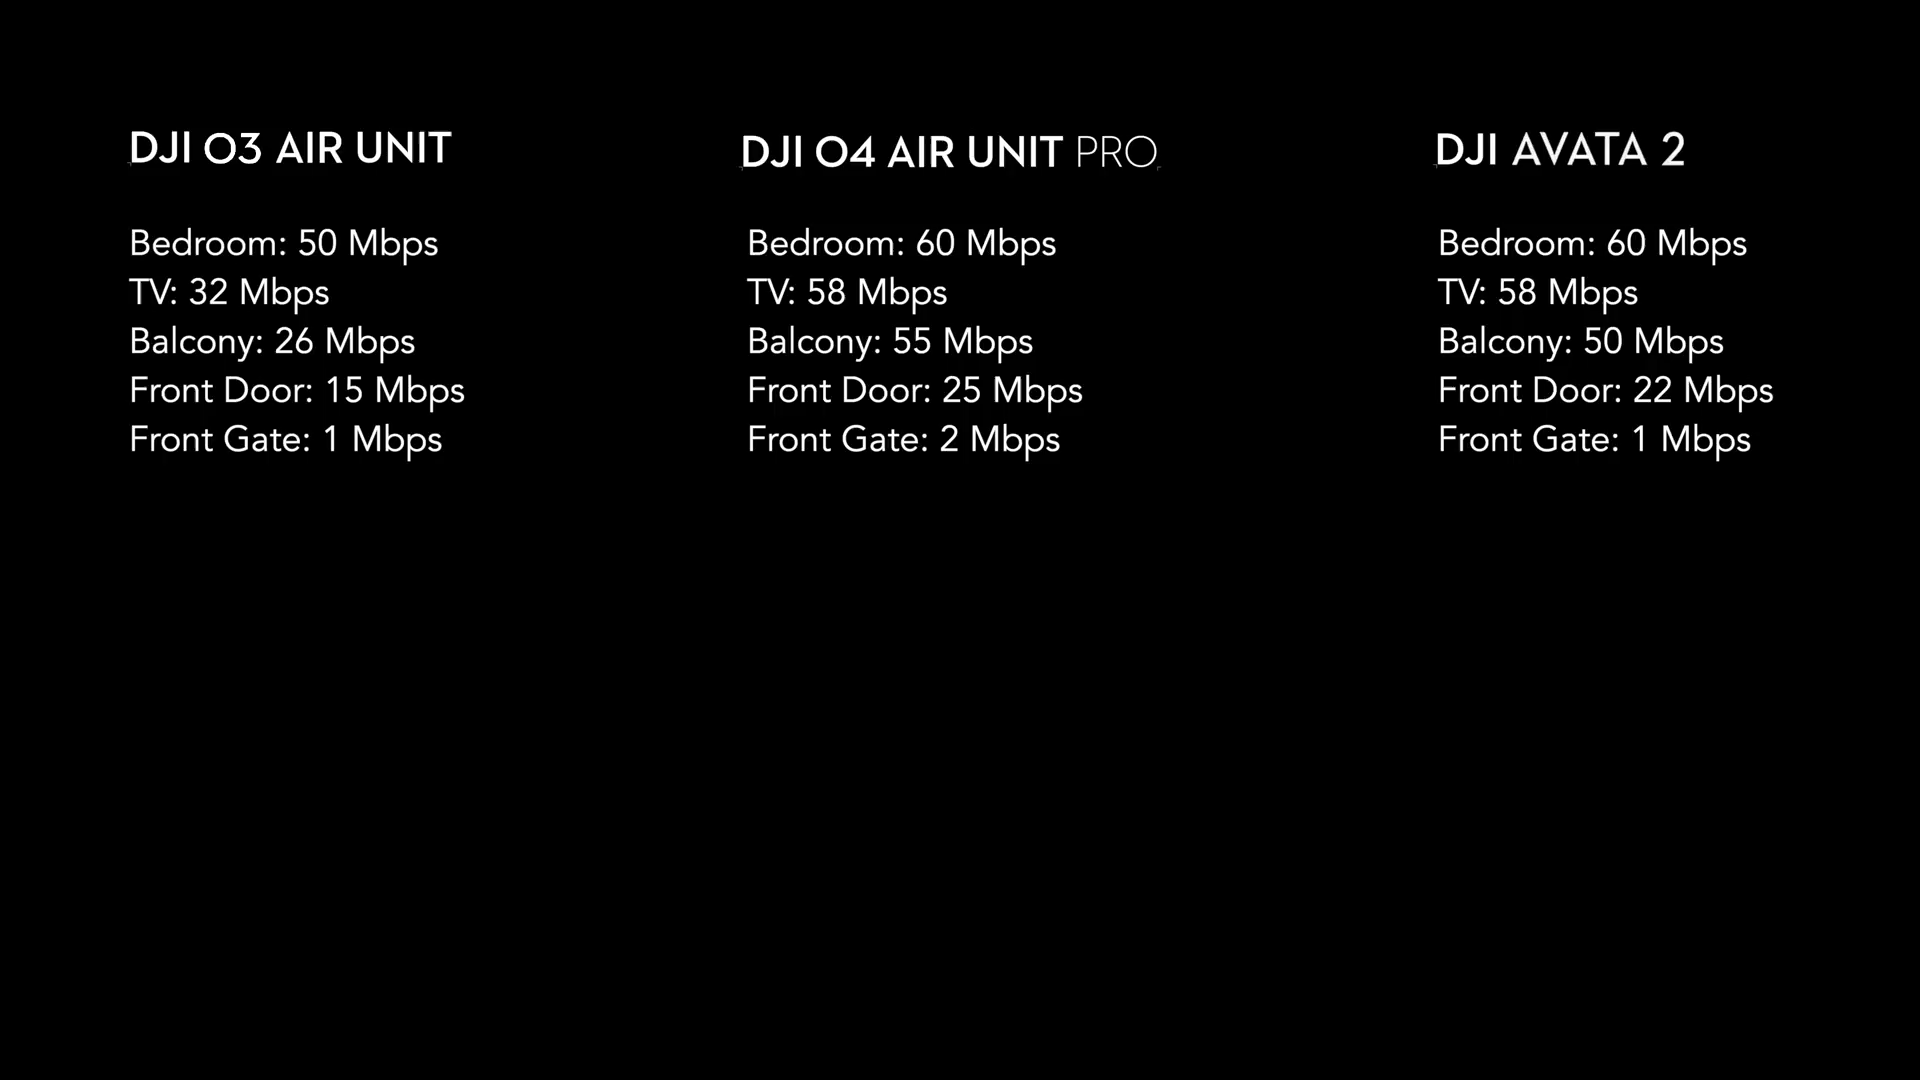 DJI O3 AIR UNIT
Bedroom: 50 Mbps
TV: 32 Mbps
Balcony: 26 Mbps
Front Door: 15 Mbps
Front Gate: 1 Mbps
DJI O4 AIR UNIT PRO
Bedroom: 60 Mbps
TV: 58 Mbps
Balcony: 55 Mbps
Front Door: 25 Mbps
Front Gate: 2 Mbps
DJI AVATA 2
Bedroom: 60 Mbps
TV: 58 Mbps
Balcony: 50 Mbps
Front Door: 22 Mbps
Front Gate: 1 Mbps